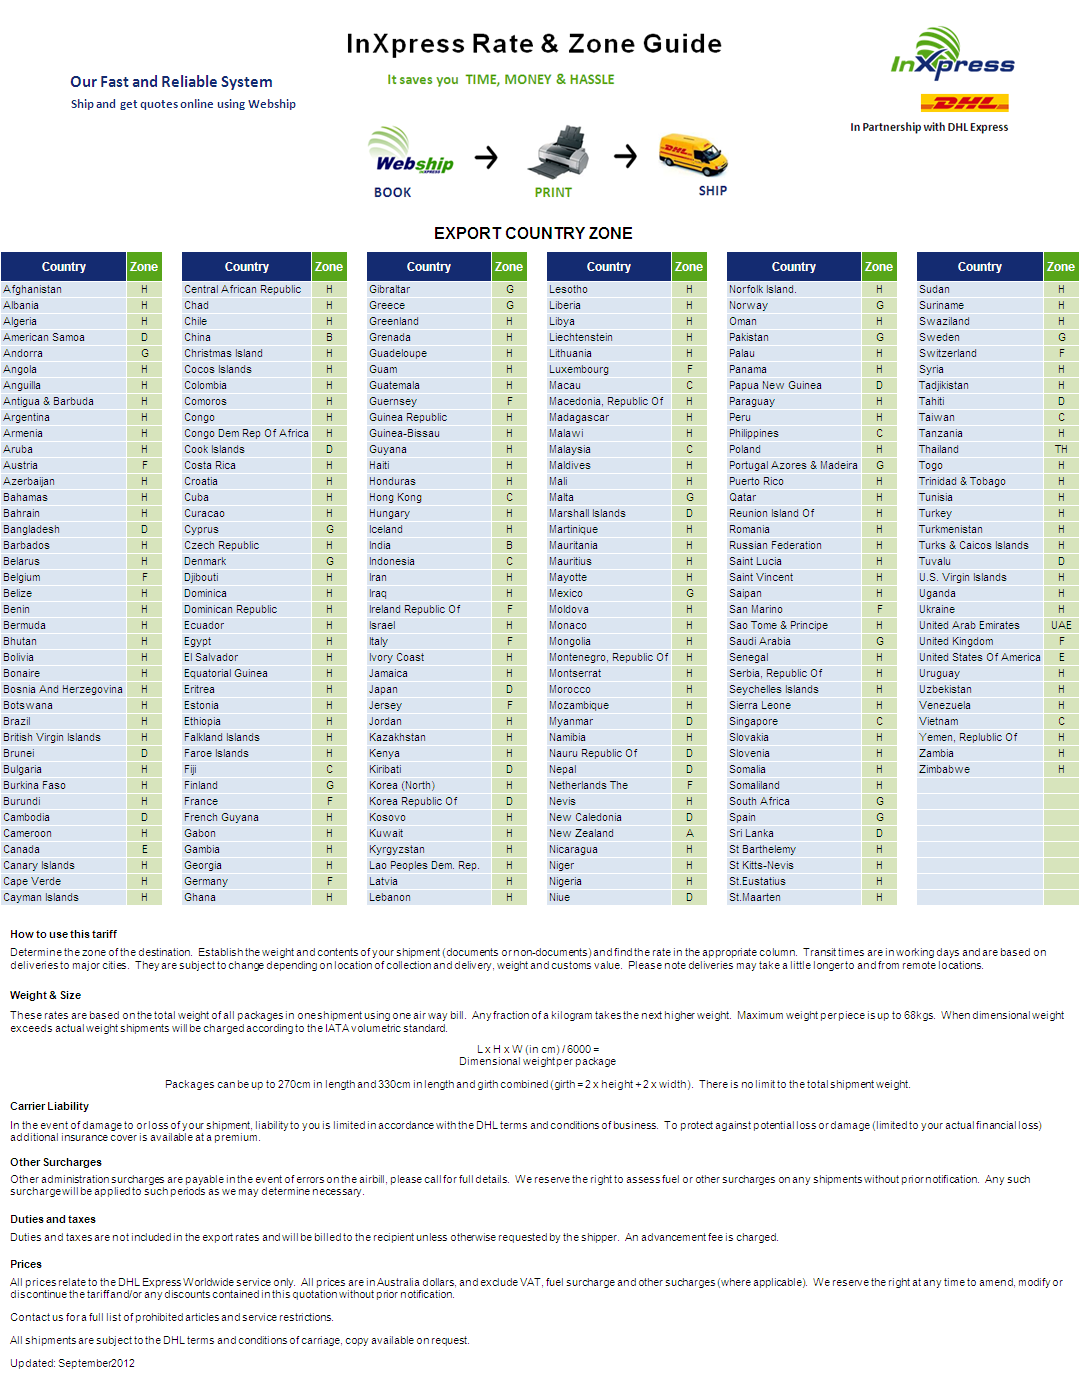 InXpress Rate & Zone Guide
InXpress
Our Fast and Reliable System
It saves you TIME, MONEY & HASSLE
Ship and get quotes online using Webship
DHL
In Partnership with DHL Express
Webship
INXPRESS
DHL
BOOK
PRINT
SHIP
EXPORT COUNTRY ZONE
Country Zone Country Zone Country Zone Country Zone Country Zone Country Zone
Afghanistan H Central African Republic H Gibraltar G Lesotho H Norfolk Island. H Sudan H
Albania H Chad H Greece G Liberia H Norway G Suriname H
Algeria H Chile H Greenland H Libya H Oman H Swaziland H
American Samoa D China B Grenada H Liechtenstein H Pakistan G Sweden G
Andorra G Christmas Island H Guadeloupe H Lithuania H Palau H Switzerland F
Angola H Cocos Islands H Guam H Luxembourg F Panama H Syria H
Anguilla H Colombia H Guatemala H Macau C Papua New Guinea D Tadjikistan H
Antigua & Barbuda H Comoros H Guernsey F Macedonia, Republic Of H Paraguay H Tahiti D
Argentina H Congo H Guinea Republic H Madagascar H Peru H Taiwan C
Armenia H Congo Dem Rep Of Africa H Guinea-Bissau H Malawi H Philippines C Tanzania H
Aruba H Cook Islands D Guyana H Malaysia C Poland H Thailand TH
Austria F Costa Rica H Haiti H Maldives H Portugal Azores & Madeira G Togo H
Azerbaijan H Croatia H Honduras H Mali H Puerto Rico H Trinidad & Tobago H
Bahamas H Cuba H Hong Kong C Malta G Qatar H Tunisia H
Bahrain H Curacao H Hungary H Marshall Islands D Reunion Island Of H Turkey H
Bangladesh D Cyprus G Iceland H Martinique H Romania H Turkmenistan H
Barbados H Czech Republic H India B Mauritania H Russian Federation H Turks & Caicos Islands H
Belarus H Denmark G Indonesia C Mauritius H Saint Lucia H Tuvalu D
Belgium F Djibouti H Iran H Mayotte H Saint Vincent H U.S. Virgin Islands H
Belize H Dominica H Iraq H Mexico G Saipan H Uganda H
Benin H Dominican Republic H Ireland Republic Of F Moldova H San Marino F Ukraine H
Bermuda H Ecuador H Israel H Monaco H Sao Tome & Principe H United Arab Emirates UAE
Bhutan H Egypt H Italy F Mongolia H Saudi Arabia G United Kingdom F
Bolivia H El Salvador H Ivory Coast H Montenegro, Republic Of H Senegal H United States Of America E
Bonaire H Equatorial Guinea H Jamaica H Montserrat H Serbia, Republic Of H Uruguay H
Bosnia And Herzegovina H Eritrea H Japan D Morocco H Seychelles Islands H Uzbekistan H
Botswana H Estonia H Jersey F Mozambique H Sierra Leone H Venezuela H
Brazil H Ethiopia H Jordan H Myanmar D Singapore C Vietnam C
British Virgin Islands H Falkland Islands H Kazakhstan H Namibia H Slovakia H Yemen, Replublic Of H
Brunei D Faroe Islands H Kenya H Nauru Republic Of D Slovenia H Zambia H
Bulgaria H Fiji C Kiribati D Nepal D Somalia H Zimbabwe H
Burkina Faso H Finland G Korea (North) H Netherlands The F Somaliland H
Burundi H France F Korea Republic Of D Nevis H South Africa G
Cambodia D French Guyana H Kosovo H New Caledonia D Spain G
Cameroon H Gabon H Kuwait H New Zealand A Sri Lanka D
Canada E Gambia H Kyrgyzstan H Nicaragua H St Barthelemy H
Canary Islands H Georgia H Lao Peoples Dem. Rep. H Niger H St Kitts-Nevis H
Cape Verde H Germany F Latvia H Nigeria H St.Eustatius H
Cayman Islands H Ghana H Lebanon H Niue D St.Maarten H
How to use this tariff
Determine the zone of the destination. Establish the weight and contents of your shipment (documents or non-documents) and find the rate in the appropriate column. Transit times are in working days and are based on
deliveries to major cities. They are subject to change depending on location of collection and delivery, weight and customs value. Please note deliveries may take a little longer to and from remote locations.
Weight & Size
These rates are based on the total weight of all packages in one shipment using one air way bill. Any fraction of a kilogram takes the next higher weight. Maximum weight per piece is up to 68kgs. When dimensional weight
exceeds actual weight shipments will be charged according to the IATA volumetric standard.
L x H x W (in cm) / 6000 =
Dimensional weight per package
Packages can be up to 270cm in length and 330cm in length and girth combined (girth = 2 x height + 2 x width). There is no limit to the total shipment weight.
Carrier Liability
In the event of damage to or loss of your shipment, liability to you is limited in accordance with the DHL terms and conditions of business. To protect against potential loss or damage (limited to your actual financial loss)
additional insurance cover is available at a premium.
Other Surcharges
Other administration surcharges are payable in the event of errors on the airbill, please call for full details. We reserve the right to assess fuel or other surcharges on any shipments without prior notification. Any such
surcharge will be applied to such periods as we may determine necessary.
Duties and taxes
Duties and taxes are not included in the export rates and will be billed to the recipient unless otherwise requested by the shipper. An advancement fee is charged.
Prices
All prices relate to the DHL Express Worldwide service only. All prices are in Australia dollars, and exclude VAT, fuel surcharge and other sucharges (where applicable). We reserve the right at any time to amend, modify or
discontinue the tariff and/or any discounts contained in this quotation without prior notification.
Contact us for a full list of prohibited articles and service restrictions.
All shipments are subject to the DHL terms and conditions of carriage, copy available on request.
Updated: September2012